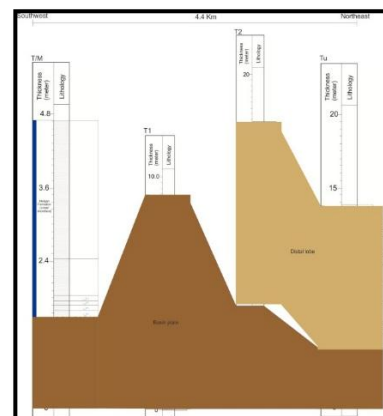 Southwest
4.4 Km
Northeast
T/M
Thickness (meter)
Lithology
4.8
3.6
2.4
T1
Thickness (meter)
Lithology
10.0
T2
Thickness (meter)
Lithology
20
Tu
Thickness (meter)
Lithology
20
15
Distal lobe
Basin plain